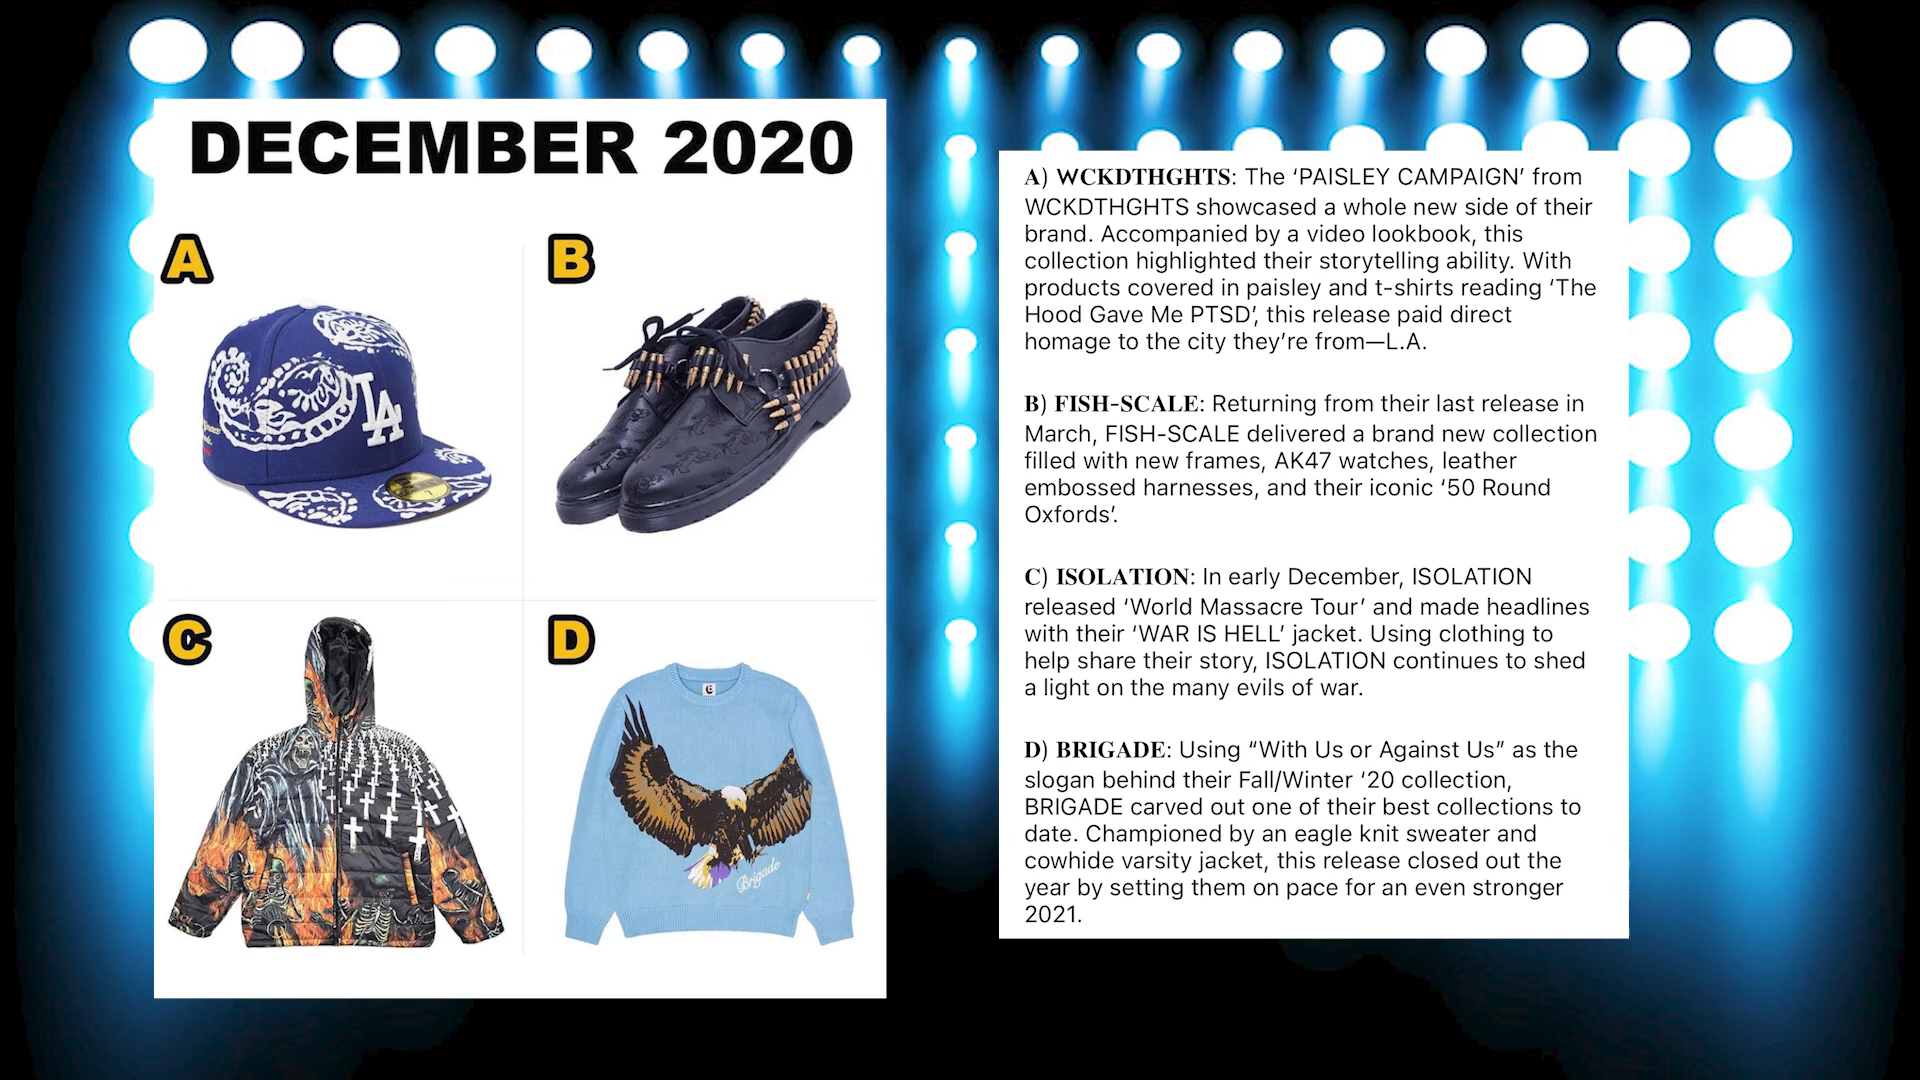 DECEMBER 2020
A
B
LA
C
D
Brigade
A) WCKDTHGHTS: The ‘PAISLEY CAMPAIGN’ from
WCKDTHGHTS showcased a whole new side of their
brand. Accompanied by a video lookbook, this
collection highlighted their storytelling ability. With
products covered in paisley and t-shirts reading ‘The
Hood Gave Me PTSD’, this release paid direct
homage to the city they’re from—L.A.
B) FISH-SCALE: Returning from their last release in
March, FISH-SCALE delivered a brand new collection
filled with new frames, AK47 watches, leather
embossed harnesses, and their iconic ‘50 Round
Oxfords’.
C) ISOLATION: In early December, ISOLATION
released ‘World Massacre Tour’ and made headlines
with their ‘WAR IS HELL’ jacket. Using clothing to
help share their story, ISOLATION continues to shed
a light on the many evils of war.
D) BRIGADE: Using “With Us or Against Us” as the
slogan behind their Fall/Winter ‘20 collection,
BRIGADE carved out one of their best collections to
date. Championed by an eagle knit sweater and
cowhide varsity jacket, this release closed out the
year by setting them on pace for an even stronger
2021.